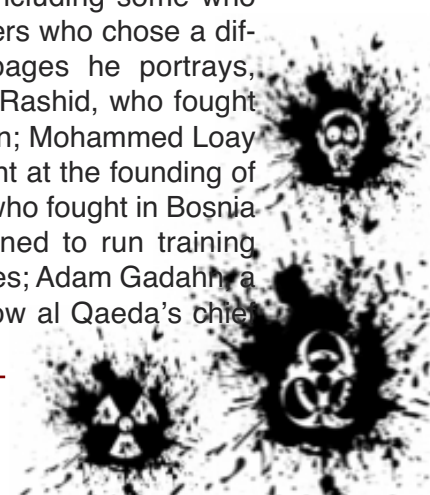 including some who
ers who chose a dif-
pages he portrays,
Rashid, who fought
n; Mohammed Loay
nt at the founding of
who fought in Bosnia
ned to run training
es; Adam Gadahn, a
ow al Qaeda's chief